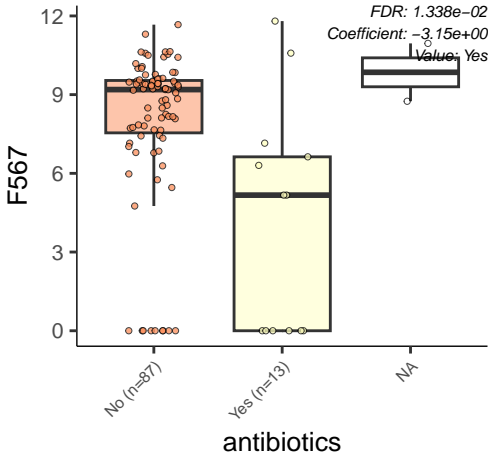 FDR: 1.338e−02
Coefficient: −3.15e+00
Value: Yes
12
9
6
3
0
F567
No (n=87)
Yes (n=13)
NA
antibiotics